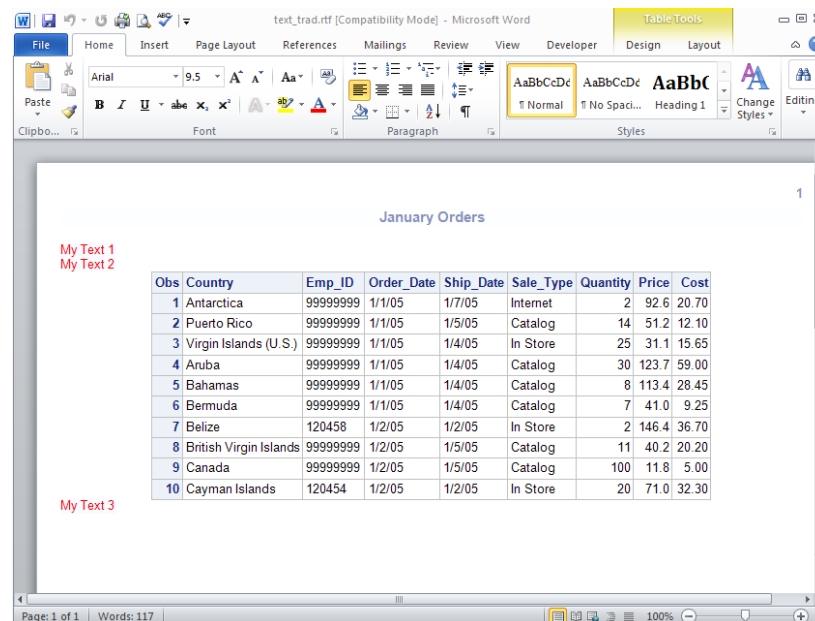 text_trad.rtf [Compatibility Mode] - Microsoft Word
Table Tools
File Home Insert Page Layout References Mailings Review View Developer Design Layout
Paste
Arial 9.5 A A Aa
B I U abc x, x² A ab A
AaBbCcDc AaBbCcDc AaBbC
¶ Normal ¶ No Spaci... Heading 1
Change Styles
Editin
Clipbo... Font Paragraph Styles
1
January Orders
My Text 1
My Text 2
Obs Country Emp_ID Order_Date Ship_Date Sale_Type Quantity Price Cost
1 Antarctica 99999999 1/1/05 1/7/05 Internet 2 92.6 20.70
2 Puerto Rico 99999999 1/1/05 1/5/05 Catalog 14 51.2 12.10
3 Virgin Islands (U.S.) 99999999 1/1/05 1/4/05 In Store 25 31.1 15.65
4 Aruba 99999999 1/1/05 1/4/05 Catalog 30 123.7 59.00
5 Bahamas 99999999 1/1/05 1/4/05 Catalog 8 113.4 28.45
6 Bermuda 99999999 1/1/05 1/4/05 Catalog 7 41.0 9.25
7 Belize 120458 1/2/05 1/2/05 In Store 2 146.4 36.70
8 British Virgin Islands 99999999 1/2/05 1/5/05 Catalog 11 40.2 20.20
9 Canada 99999999 1/2/05 1/5/05 Catalog 100 11.8 5.00
10 Cayman Islands 120454 1/2/05 1/2/05 In Store 20 71.0 32.30
My Text 3
Page: 1 of 1 Words: 117 100%